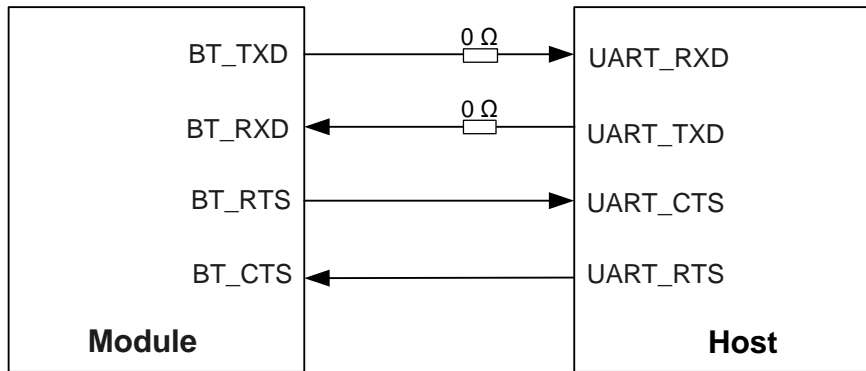 BT_TXD 0 Ω UART_RXD
BT_RXD 0 Ω UART_TXD
BT_RTS UART_CTS
BT_CTS UART_RTS
Module Host